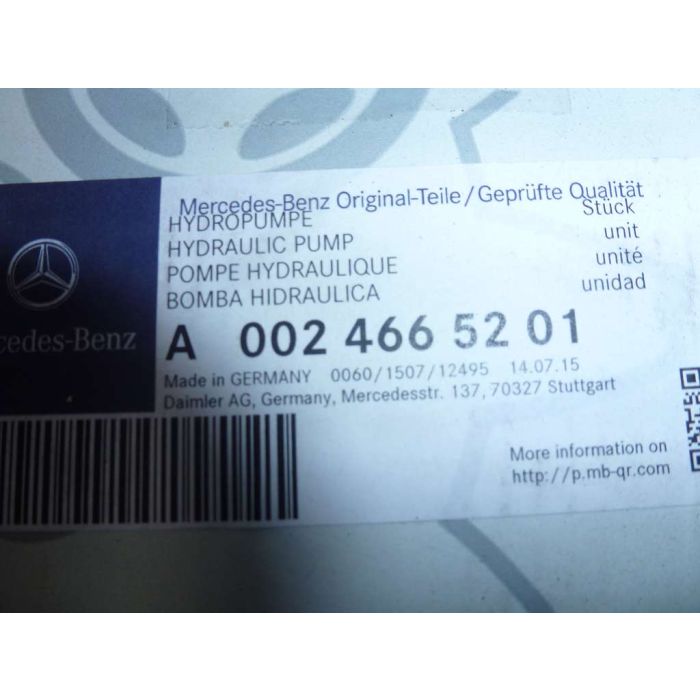 Mercedes-Benz Original-Teile/Geprüfte Qualität
HYDROPUMPE Stück
HYDRAULIC PUMP unit
POMPE HYDRAULIQUE unité
BOMBA HIDRAULICA unidad
cedes-Benz
A 002 466 52 01
Made in GERMANY 0060/1507/12495 14.07.15
Daimler AG, Germany, Mercedesstr. 137, 70327 Stuttgart
More information on
http://p.mb-qr.com